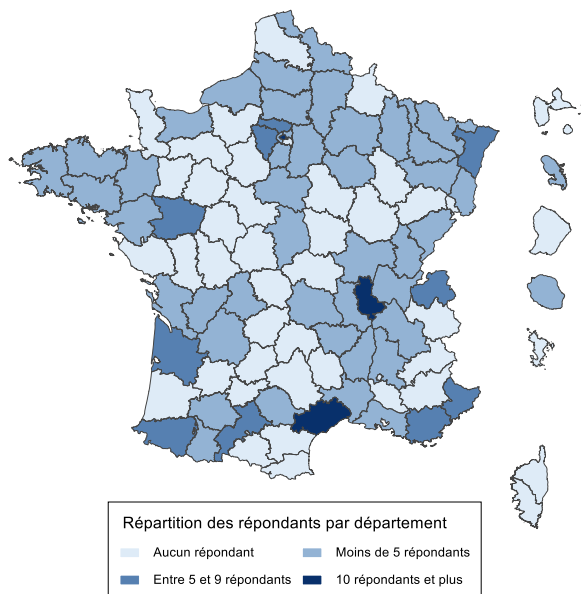 Répartition des répondants par département
Aucun répondant
Moins de 5 répondants
Entre 5 et 9 répondants
10 répondants et plus